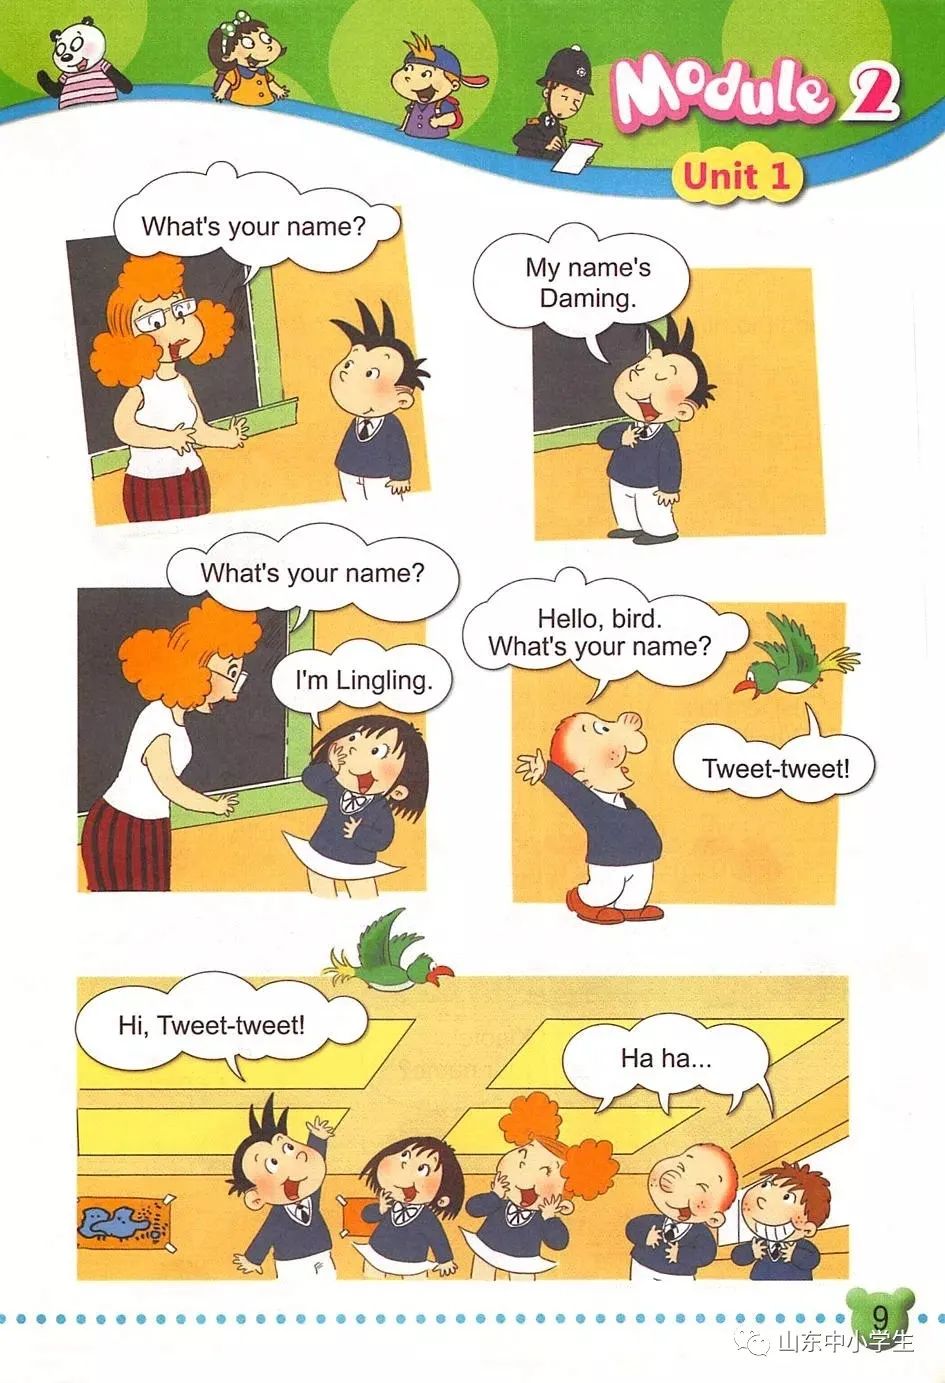 Module 2
Unit 1
What's your name?
My name's
Daming.
What's your name?
I'm Lingling.
Hello, bird.
What's your name?
Tweet-tweet!
Hi, Tweet-tweet!
Ha ha...
9
山东中小学生